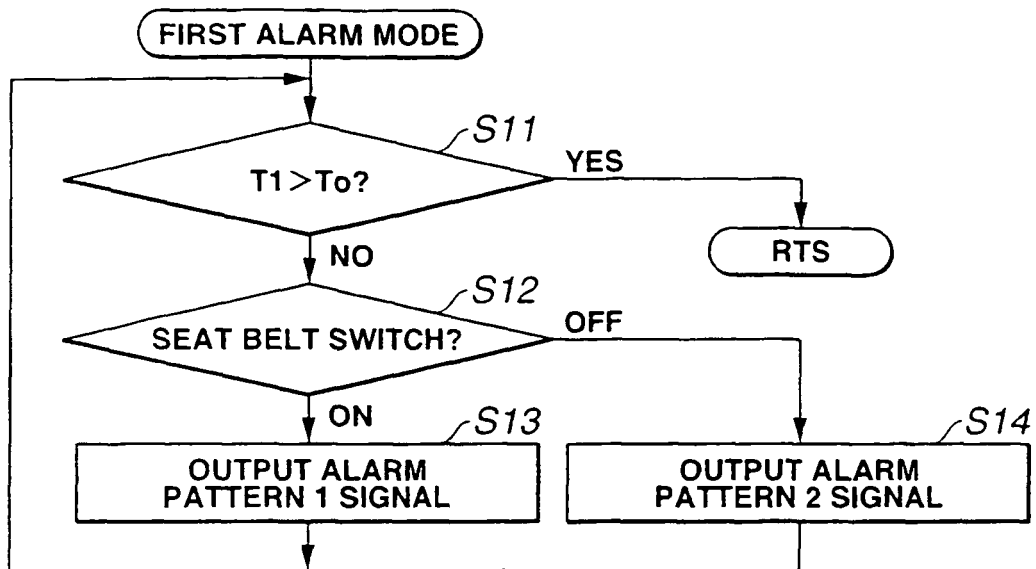 FIRST ALARM MODE
S11
T1>To?
YES
RTS
NO
S12
SEAT BELT SWITCH?
OFF
ON
S13
OUTPUT ALARM
PATTERN 1 SIGNAL
S14
OUTPUT ALARM
PATTERN 2 SIGNAL